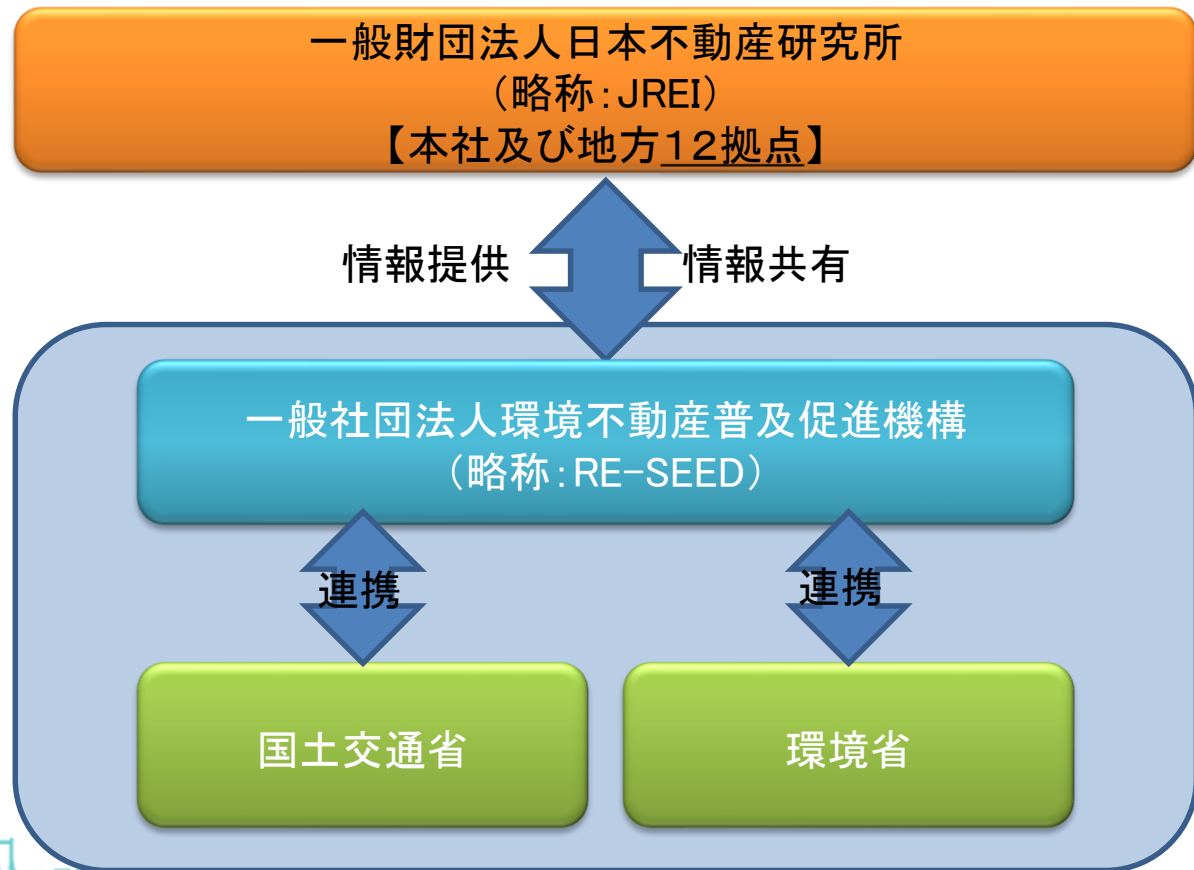 一般財団法人日本不動産研究所
（略称：JREI）
【本社及び地方12拠点】
情報提供
情報共有
一般社団法人環境不動産普及促進機構
（略称：RE-SEED）
連携
連携
国土交通省
環境省